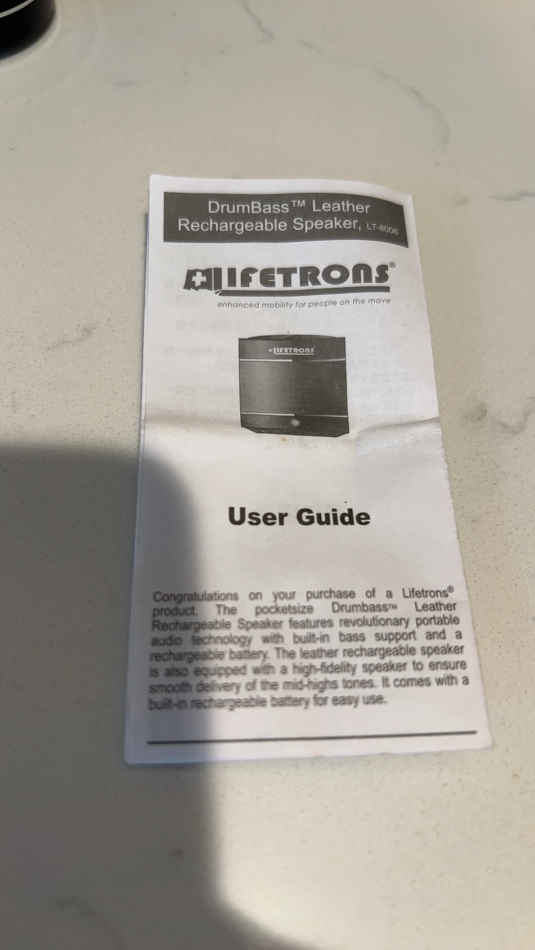 DrumBass™ Leather
Rechargeable Speaker, LT-8006
LIFETRONS®
enhanced mobility for people on the move
LIFETRONS
User Guide
Congratulations on your purchase of a Lifetrons®
product. The pocketsize Drumbass™ Leather
Rechargeable Speaker features revolutionary portable
audio technology with built-in bass support and a
rechargeable battery. The leather rechargeable speaker
is also equipped with a high-fidelity speaker to ensure
smooth delivery of the mid-highs tones. It comes with a
built-in rechargeable battery for easy use.